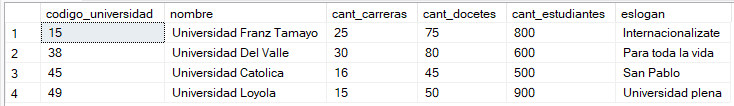 codigo_universidad nombre cant_carreras cant_docetes cant_estudiantes eslogan
1 15 Universidad Franz Tamayo 25 75 800 Internacionalizate
2 38 Universidad Del Valle 30 80 600 Para toda la vida
3 45 Universidad Catolica 16 45 500 San Pablo
4 49 Universidad Loyola 15 50 900 Universidad plena